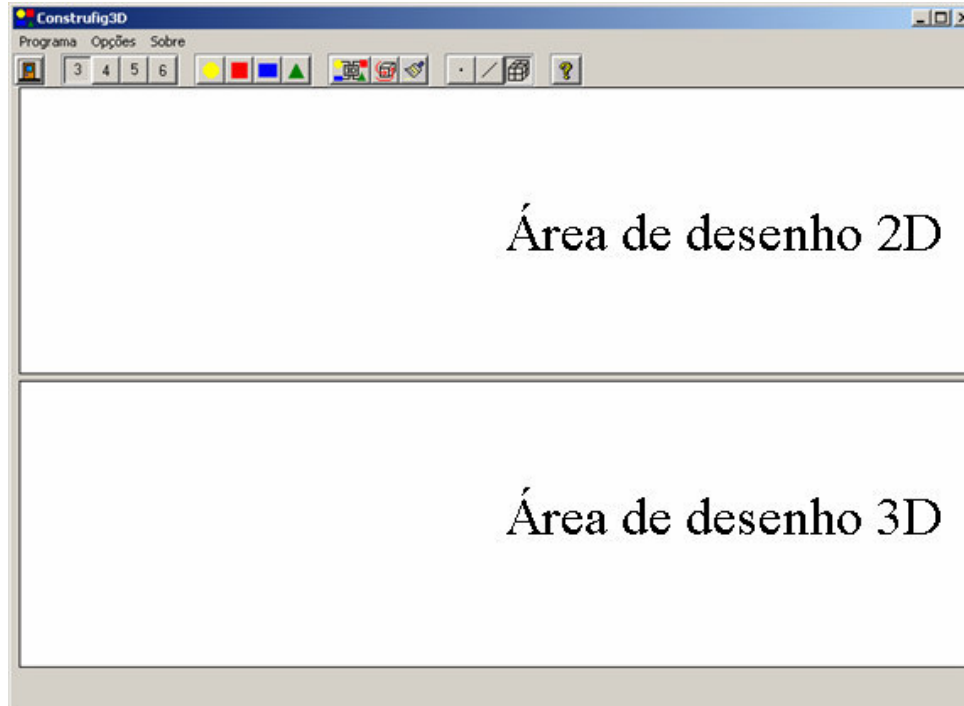 Construfig3D
Programa Opções Sobre
3 4 5 6 ?
Área de desenho 2D
Área de desenho 3D